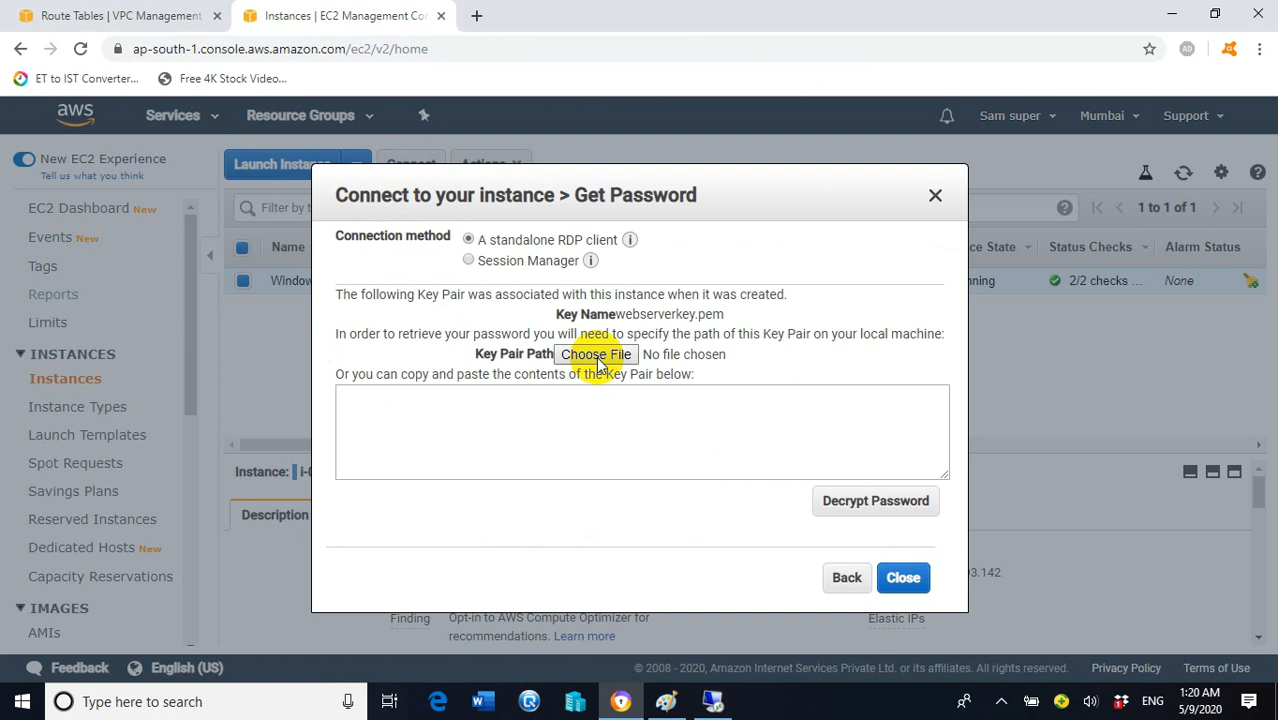 Route Tables | VPC Management
Instances | EC2 Management Cor
ap-south-1.console.aws.amazon.com/ec2/v2/home
AD
ET to IST Converter...
Free 4K Stock Video...
aws
Services
Resource Groups
Sam super
Mumbai
Support
New EC2 Experience
Tell us what you think
Launch Instance
Connect
Actions
EC2 Dashboard New
Events New
Tags
Reports
Limits
INSTANCES
Instances
Instance Types
Launch Templates
Spot Requests
Savings Plans
Reserved Instances
Dedicated Hosts New
Capacity Reservations
IMAGES
AMIs
Filter by t
1 to 1 of 1
Name
ce State
Status Checks
Alarm Status
Window
nning
2/2 checks
Connect to your instance > Get Password
Connection method
A standalone RDP client
Session Manager
The following Key Pair was associated with this instance when it was created.
Key Name webserverkey.pem
In order to retrieve your password you will need to specify the path of this Key Pair on your local machine:
Key Pair Path Choose File No file chosen
Or you can copy and paste the contents of the Key Pair below:
Decrypt Password
Back
Close
Instance:
i-0
Description
93.142
Finding
Opt-in to AWS Compute Optimizer for
recommendations. Learn more
Elastic IPs
Feedback
English (US)
© 2008 - 2020, Amazon Internet Services Private Ltd. or its affiliates. All rights reserved.
Privacy Policy
Terms of Use
Type here to search
ENG
1:20 AM
5/9/2020